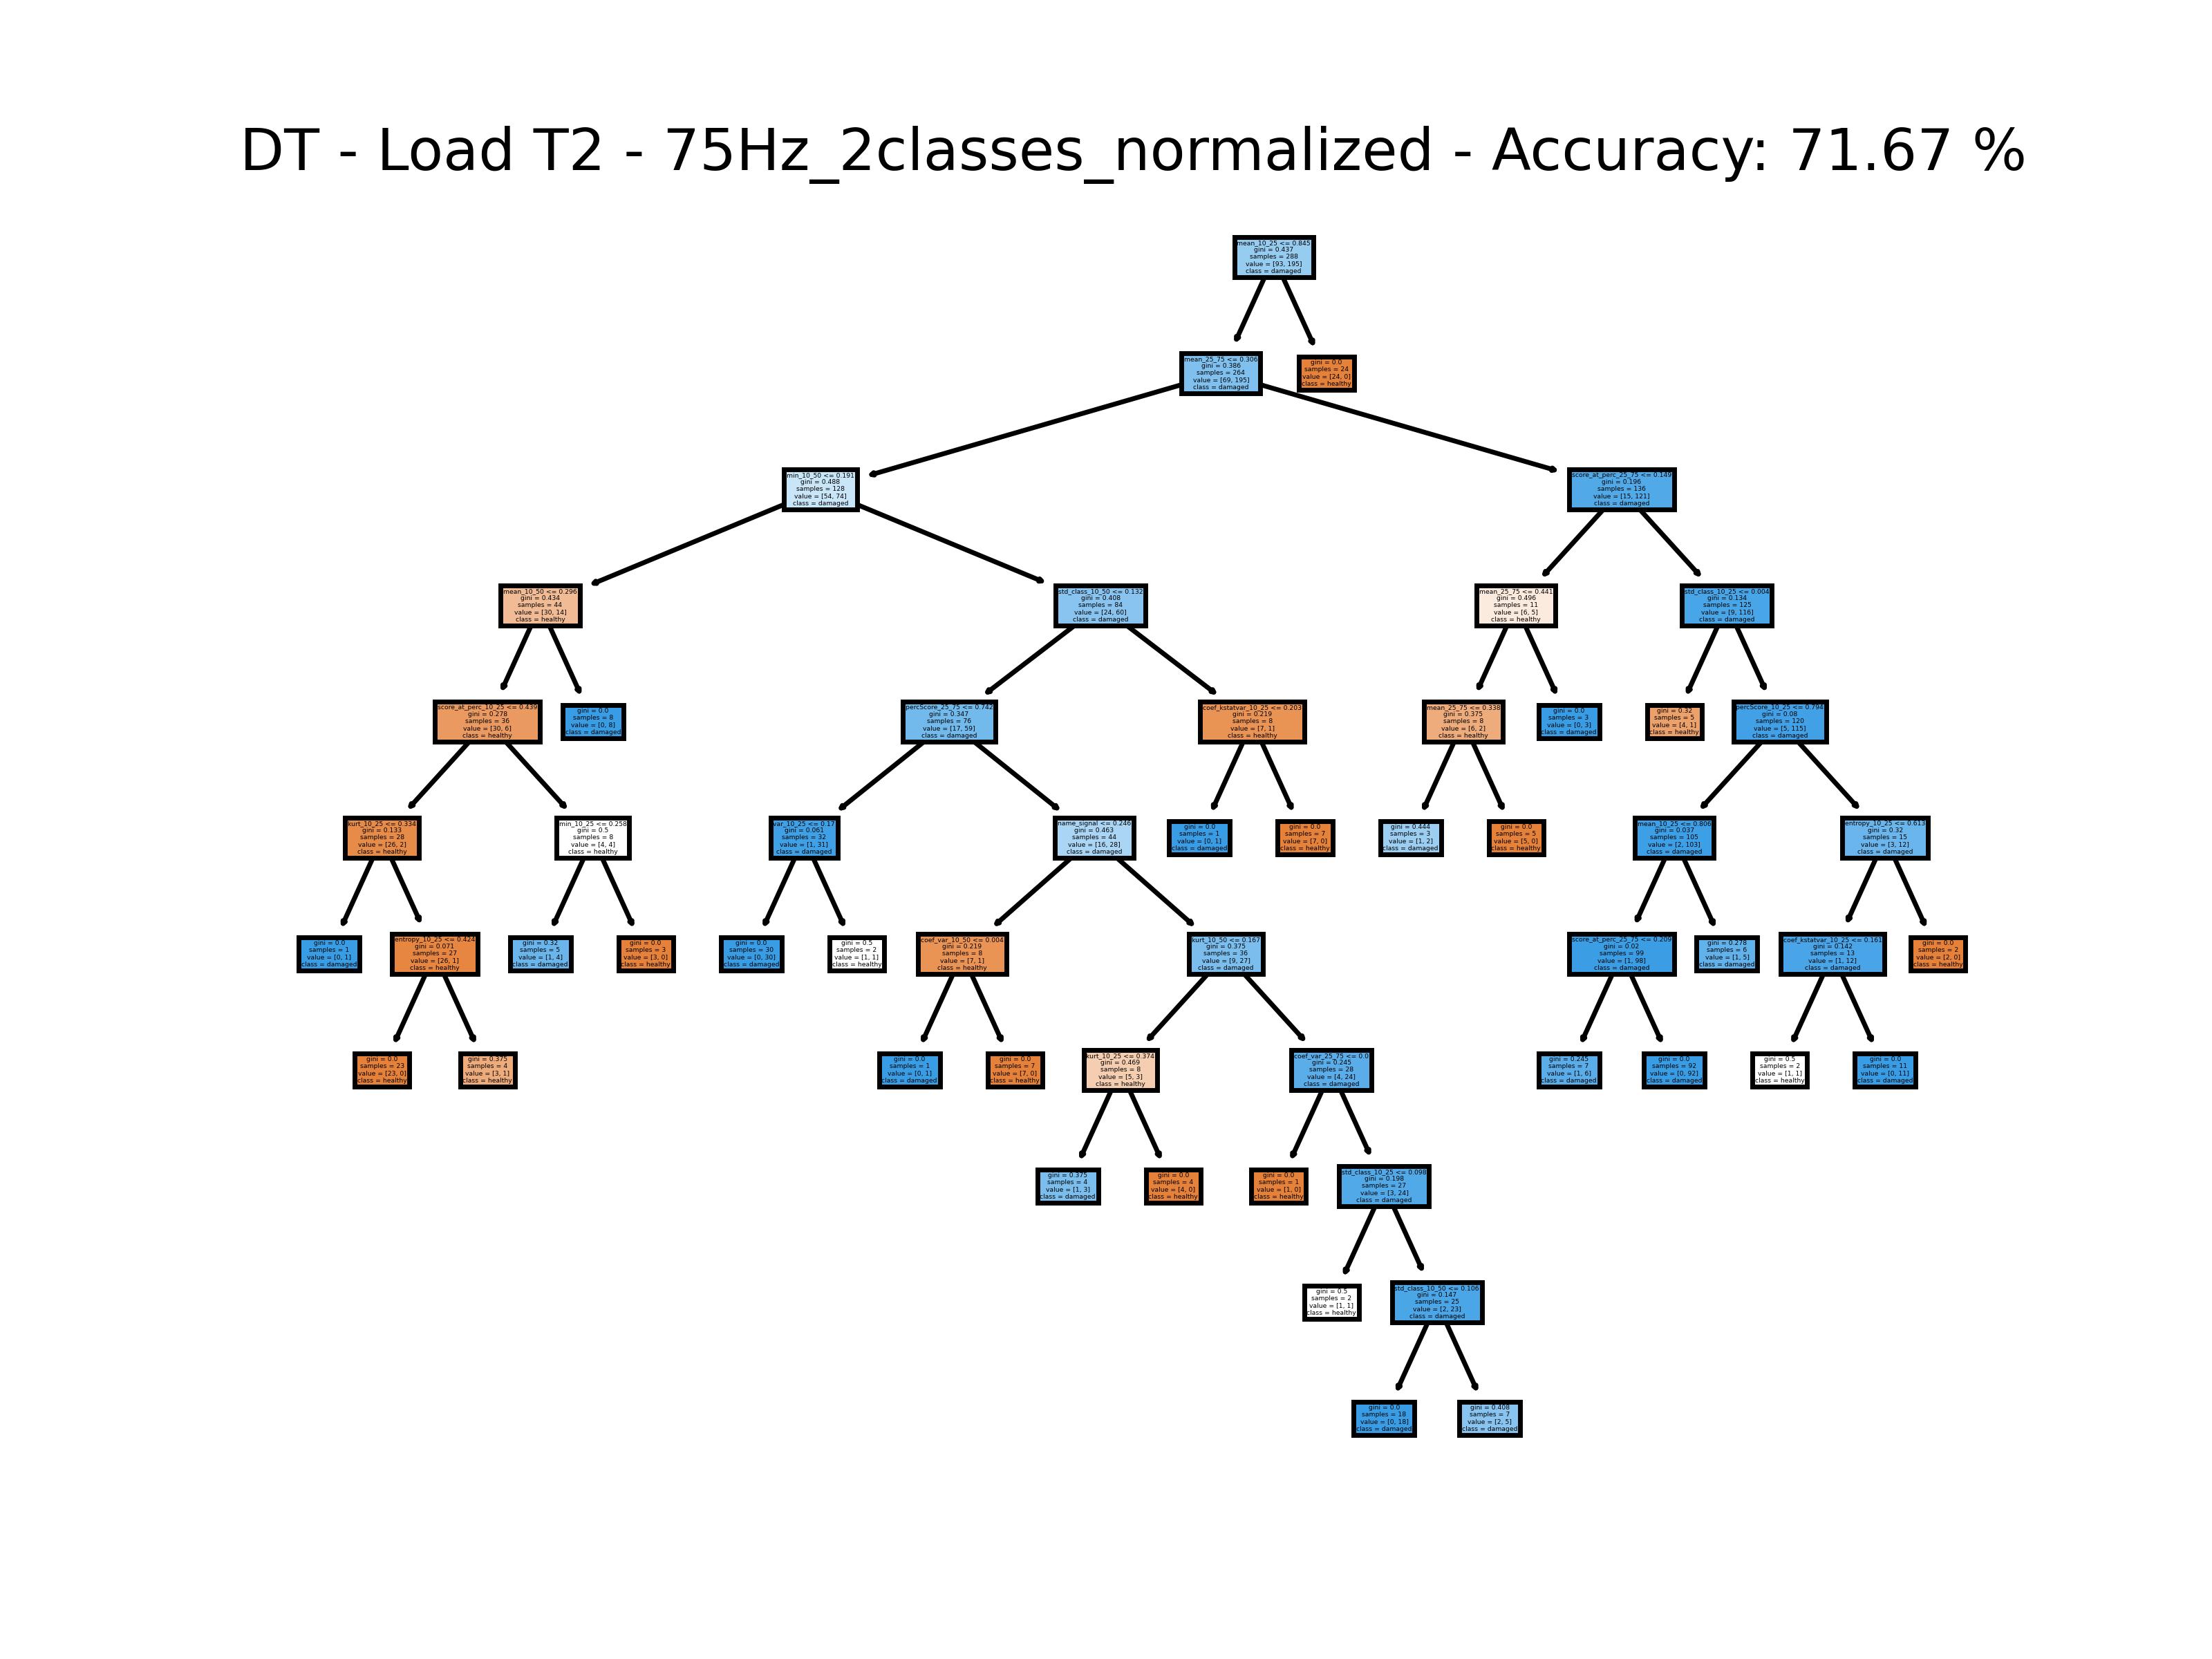 DT - Load T2 - 75Hz_2classes_normalized - Accuracy: 71.67 %
mean_10_25 <= 0.845
gini = 0.437
samples = 288
value = [93, 195]
class = damaged
mean_25_75 <= 0.306
gini = 0.386
samples = 264
value = [69, 195]
class = damaged
gini = 0.0
samples = 24
value = [24, 0]
class = healthy
min_10_50 <= 0.191
gini = 0.488
samples = 128
value = [54, 74]
class = damaged
score_at_perc_25_75 <= 0.149
gini = 0.196
samples = 136
value = [15, 121]
class = damaged
mean_10_50 <= 0.296
gini = 0.434
samples = 44
value = [30, 14]
class = healthy
std_class_10_50 <= 0.132
gini = 0.408
samples = 84
value = [24, 60]
class = damaged
mean_25_75 <= 0.441
gini = 0.496
samples = 11
value = [6, 5]
class = healthy
std_class_10_25 <= 0.004
gini = 0.134
samples = 125
value = [9, 116]
class = damaged
score_at_perc_10_25 <= 0.439
gini = 0.278
samples = 36
value = [30, 6]
class = healthy
gini = 0.0
samples = 8
value = [0, 8]
class = damaged
percScore_25_75 <= 0.742
gini = 0.347
samples = 76
value = [17, 59]
class = damaged
coef_kstatvar_10_25 <= 0.203
gini = 0.219
samples = 8
value = [7, 1]
class = healthy
mean_25_75 <= 0.338
gini = 0.375
samples = 8
value = [6, 2]
class = healthy
gini = 0.0
samples = 3
value = [0, 3]
class = damaged
gini = 0.32
samples = 5
value = [4, 1]
class = healthy
percScore_10_25 <= 0.794
gini = 0.08
samples = 120
value = [5, 115]
class = damaged
kurt_10_25 <= 0.334
gini = 0.133
samples = 28
value = [26, 2]
class = healthy
min_10_25 <= 0.258
gini = 0.5
samples = 8
value = [4, 4]
class = healthy
var_10_25 <= 0.17
gini = 0.061
samples = 32
value = [1, 31]
class = damaged
name_signal <= 0.246
gini = 0.463
samples = 44
value = [16, 28]
class = damaged
gini = 0.0
samples = 1
value = [0, 1]
class = damaged
gini = 0.0
samples = 7
value = [7, 0]
class = healthy
gini = 0.444
samples = 3
value = [1, 2]
class = damaged
gini = 0.0
samples = 5
value = [5, 0]
class = healthy
mean_10_25 <= 0.806
gini = 0.037
samples = 105
value = [2, 103]
class = damaged
entropy_10_25 <= 0.613
gini = 0.32
samples = 15
value = [3, 12]
class = damaged
gini = 0.0
samples = 1
value = [0, 1]
class = damaged
entropy_10_25 <= 0.424
gini = 0.071
samples = 27
value = [26, 1]
class = healthy
gini = 0.32
samples = 5
value = [1, 4]
class = damaged
gini = 0.0
samples = 3
value = [3, 0]
class = healthy
gini = 0.0
samples = 30
value = [0, 30]
class = damaged
gini = 0.5
samples = 2
value = [1, 1]
class = healthy
coef_var_10_50 <= 0.004
gini = 0.219
samples = 8
value = [7, 1]
class = healthy
kurt_10_50 <= 0.167
gini = 0.375
samples = 36
value = [9, 27]
class = damaged
score_at_perc_25_75 <= 0.209
gini = 0.02
samples = 99
value = [1, 98]
class = damaged
gini = 0.278
samples = 6
value = [1, 5]
class = damaged
coef_kstatvar_10_25 <= 0.161
gini = 0.142
samples = 13
value = [1, 12]
class = damaged
gini = 0.0
samples = 2
value = [2, 0]
class = healthy
gini = 0.0
samples = 23
value = [23, 0]
class = healthy
gini = 0.375
samples = 4
value = [3, 1]
class = healthy
gini = 0.0
samples = 1
value = [0, 1]
class = damaged
gini = 0.0
samples = 7
value = [7, 0]
class = healthy
kurt_10_25 <= 0.374
gini = 0.469
samples = 8
value = [5, 3]
class = healthy
coef_var_25_75 <= 0.0
gini = 0.245
samples = 28
value = [4, 24]
class = damaged
gini = 0.245
samples = 7
value = [1, 6]
class = damaged
gini = 0.0
samples = 92
value = [0, 92]
class = damaged
gini = 0.5
samples = 2
value = [1, 1]
class = healthy
gini = 0.0
samples = 11
value = [0, 11]
class = damaged
gini = 0.375
samples = 4
value = [1, 3]
class = damaged
gini = 0.0
samples = 4
value = [4, 0]
class = healthy
gini = 0.0
samples = 1
value = [1, 0]
class = healthy
std_class_10_25 <= 0.098
gini = 0.198
samples = 27
value = [3, 24]
class = damaged
gini = 0.5
samples = 2
value = [1, 1]
class = healthy
std_class_10_50 <= 0.106
gini = 0.147
samples = 25
value = [2, 23]
class = damaged
gini = 0.0
samples = 18
value = [0, 18]
class = damaged
gini = 0.408
samples = 7
value = [2, 5]
class = damaged